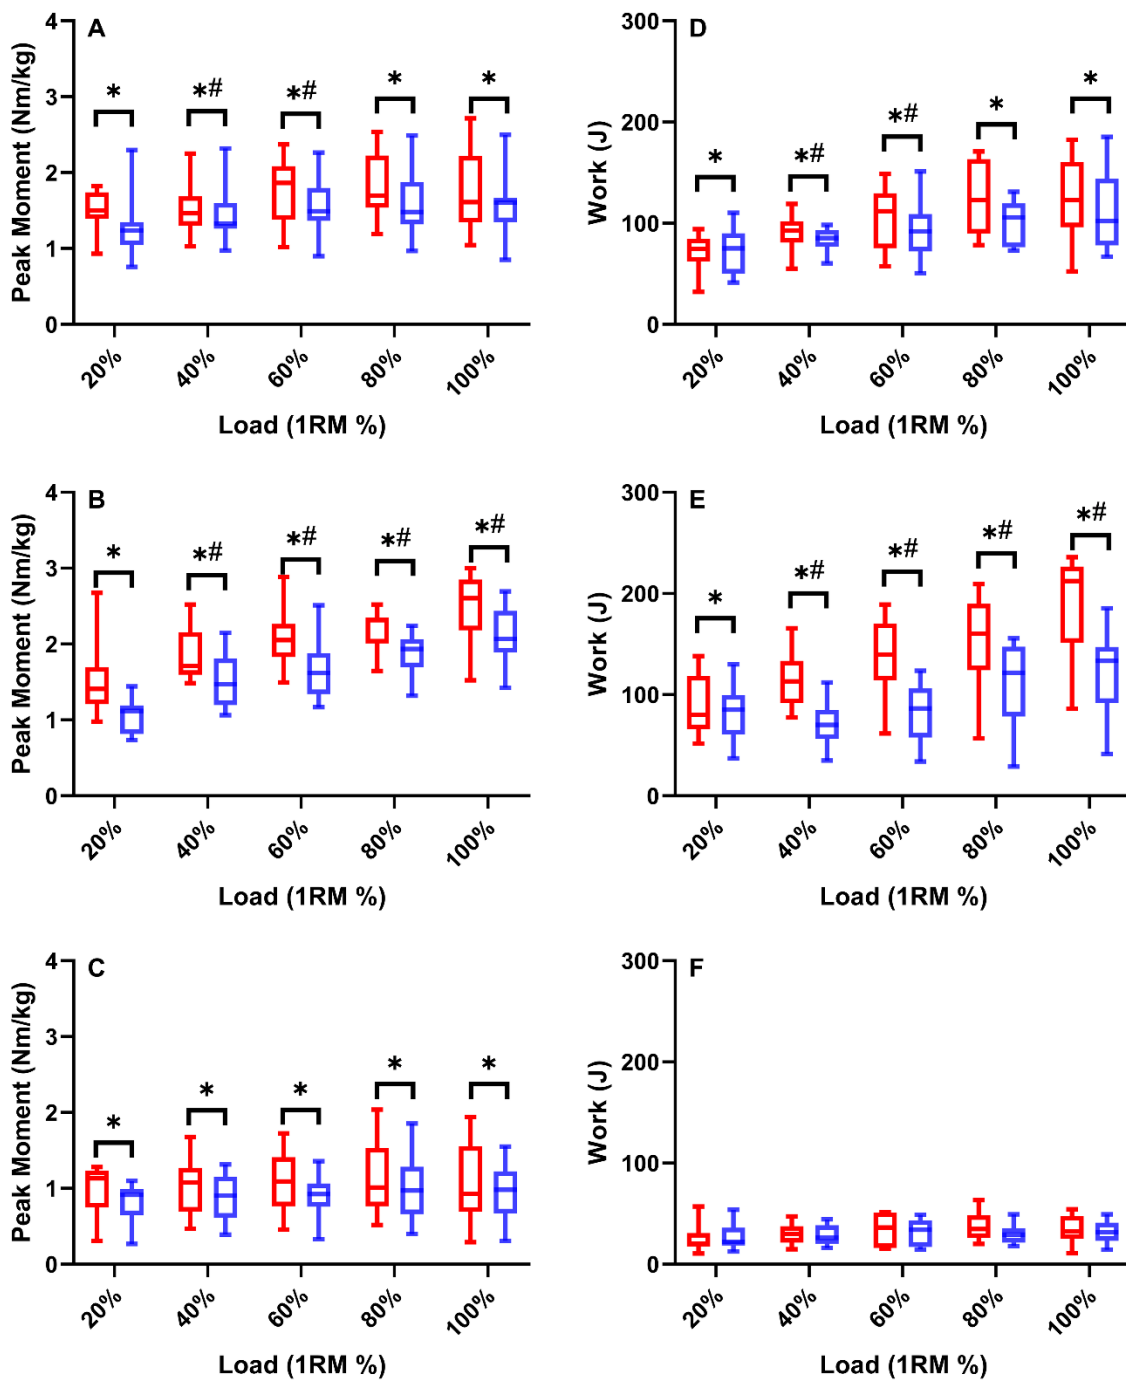 A
Peak Moment (Nm/kg)
4
3
2
1
0
* *# *# * *
20% 40% 60% 80% 100%
Load (1RM %)
D
Work (J)
300
200
100
0
* *# *# * *
20% 40% 60% 80% 100%
Load (1RM %)
B
Peak Moment (Nm/kg)
4
3
2
1
0
* *# *# *# *#
20% 40% 60% 80% 100%
Load (1RM %)
E
Work (J)
300
200
100
0
* *# *# *# *#
20% 40% 60% 80% 100%
Load (1RM %)
C
Peak Moment (Nm/kg)
4
3
2
1
0
* * * * *
20% 40% 60% 80% 100%
Load (1RM %)
F
Work (J)
300
200
100
0
20% 40% 60% 80% 100%
Load (1RM %)